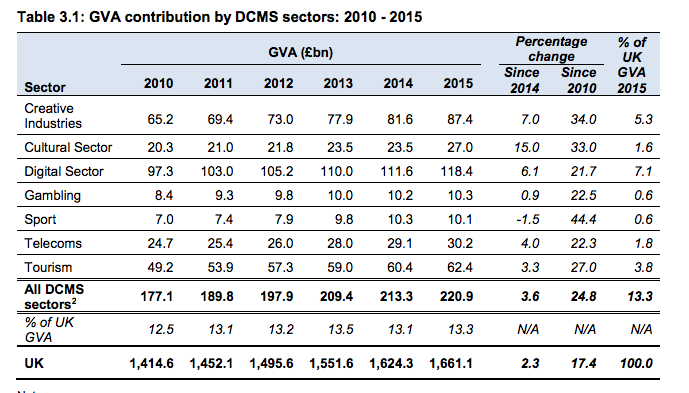 Table 3.1: GVA contribution by DCMS sectors: 2010 - 2015
GVA (£bn) Percentage change % of UK GVA 2015
Sector 2010 2011 2012 2013 2014 2015 Since 2014 Since 2010
Creative Industries 65.2 69.4 73.0 77.9 81.6 87.4 7.0 34.0 5.3
Cultural Sector 20.3 21.0 21.8 23.5 23.5 27.0 15.0 33.0 1.6
Digital Sector 97.3 103.0 105.2 110.0 111.6 118.4 6.1 21.7 7.1
Gambling 8.4 9.3 9.8 10.0 10.2 10.3 0.9 22.5 0.6
Sport 7.0 7.4 7.9 9.8 10.3 10.1 -1.5 44.4 0.6
Telecoms 24.7 25.4 26.0 28.0 29.1 30.2 4.0 22.3 1.8
Tourism 49.2 53.9 57.3 59.0 60.4 62.4 3.3 27.0 3.8
All DCMS sectors² 177.1 189.8 197.9 209.4 213.3 220.9 3.6 24.8 13.3
% of UK GVA 12.5 13.1 13.2 13.5 13.1 13.3 N/A N/A N/A
UK 1,414.6 1,452.1 1,495.6 1,551.6 1,624.3 1,661.1 2.3 17.4 100.0